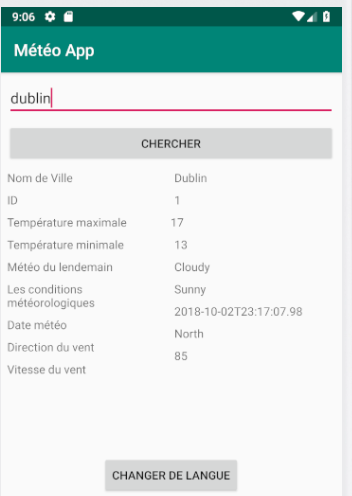 9:06
Météo App
dublin
CHERCHER
Nom de Ville Dublin
ID 1
Température maximale 17
Température minimale 13
Météo du lendemain Cloudy
Les conditions météorologiques Sunny
Date météo 2018-10-02T23:17:07.98
Direction du vent North
Vitesse du vent 85
CHANGER DE LANGUE